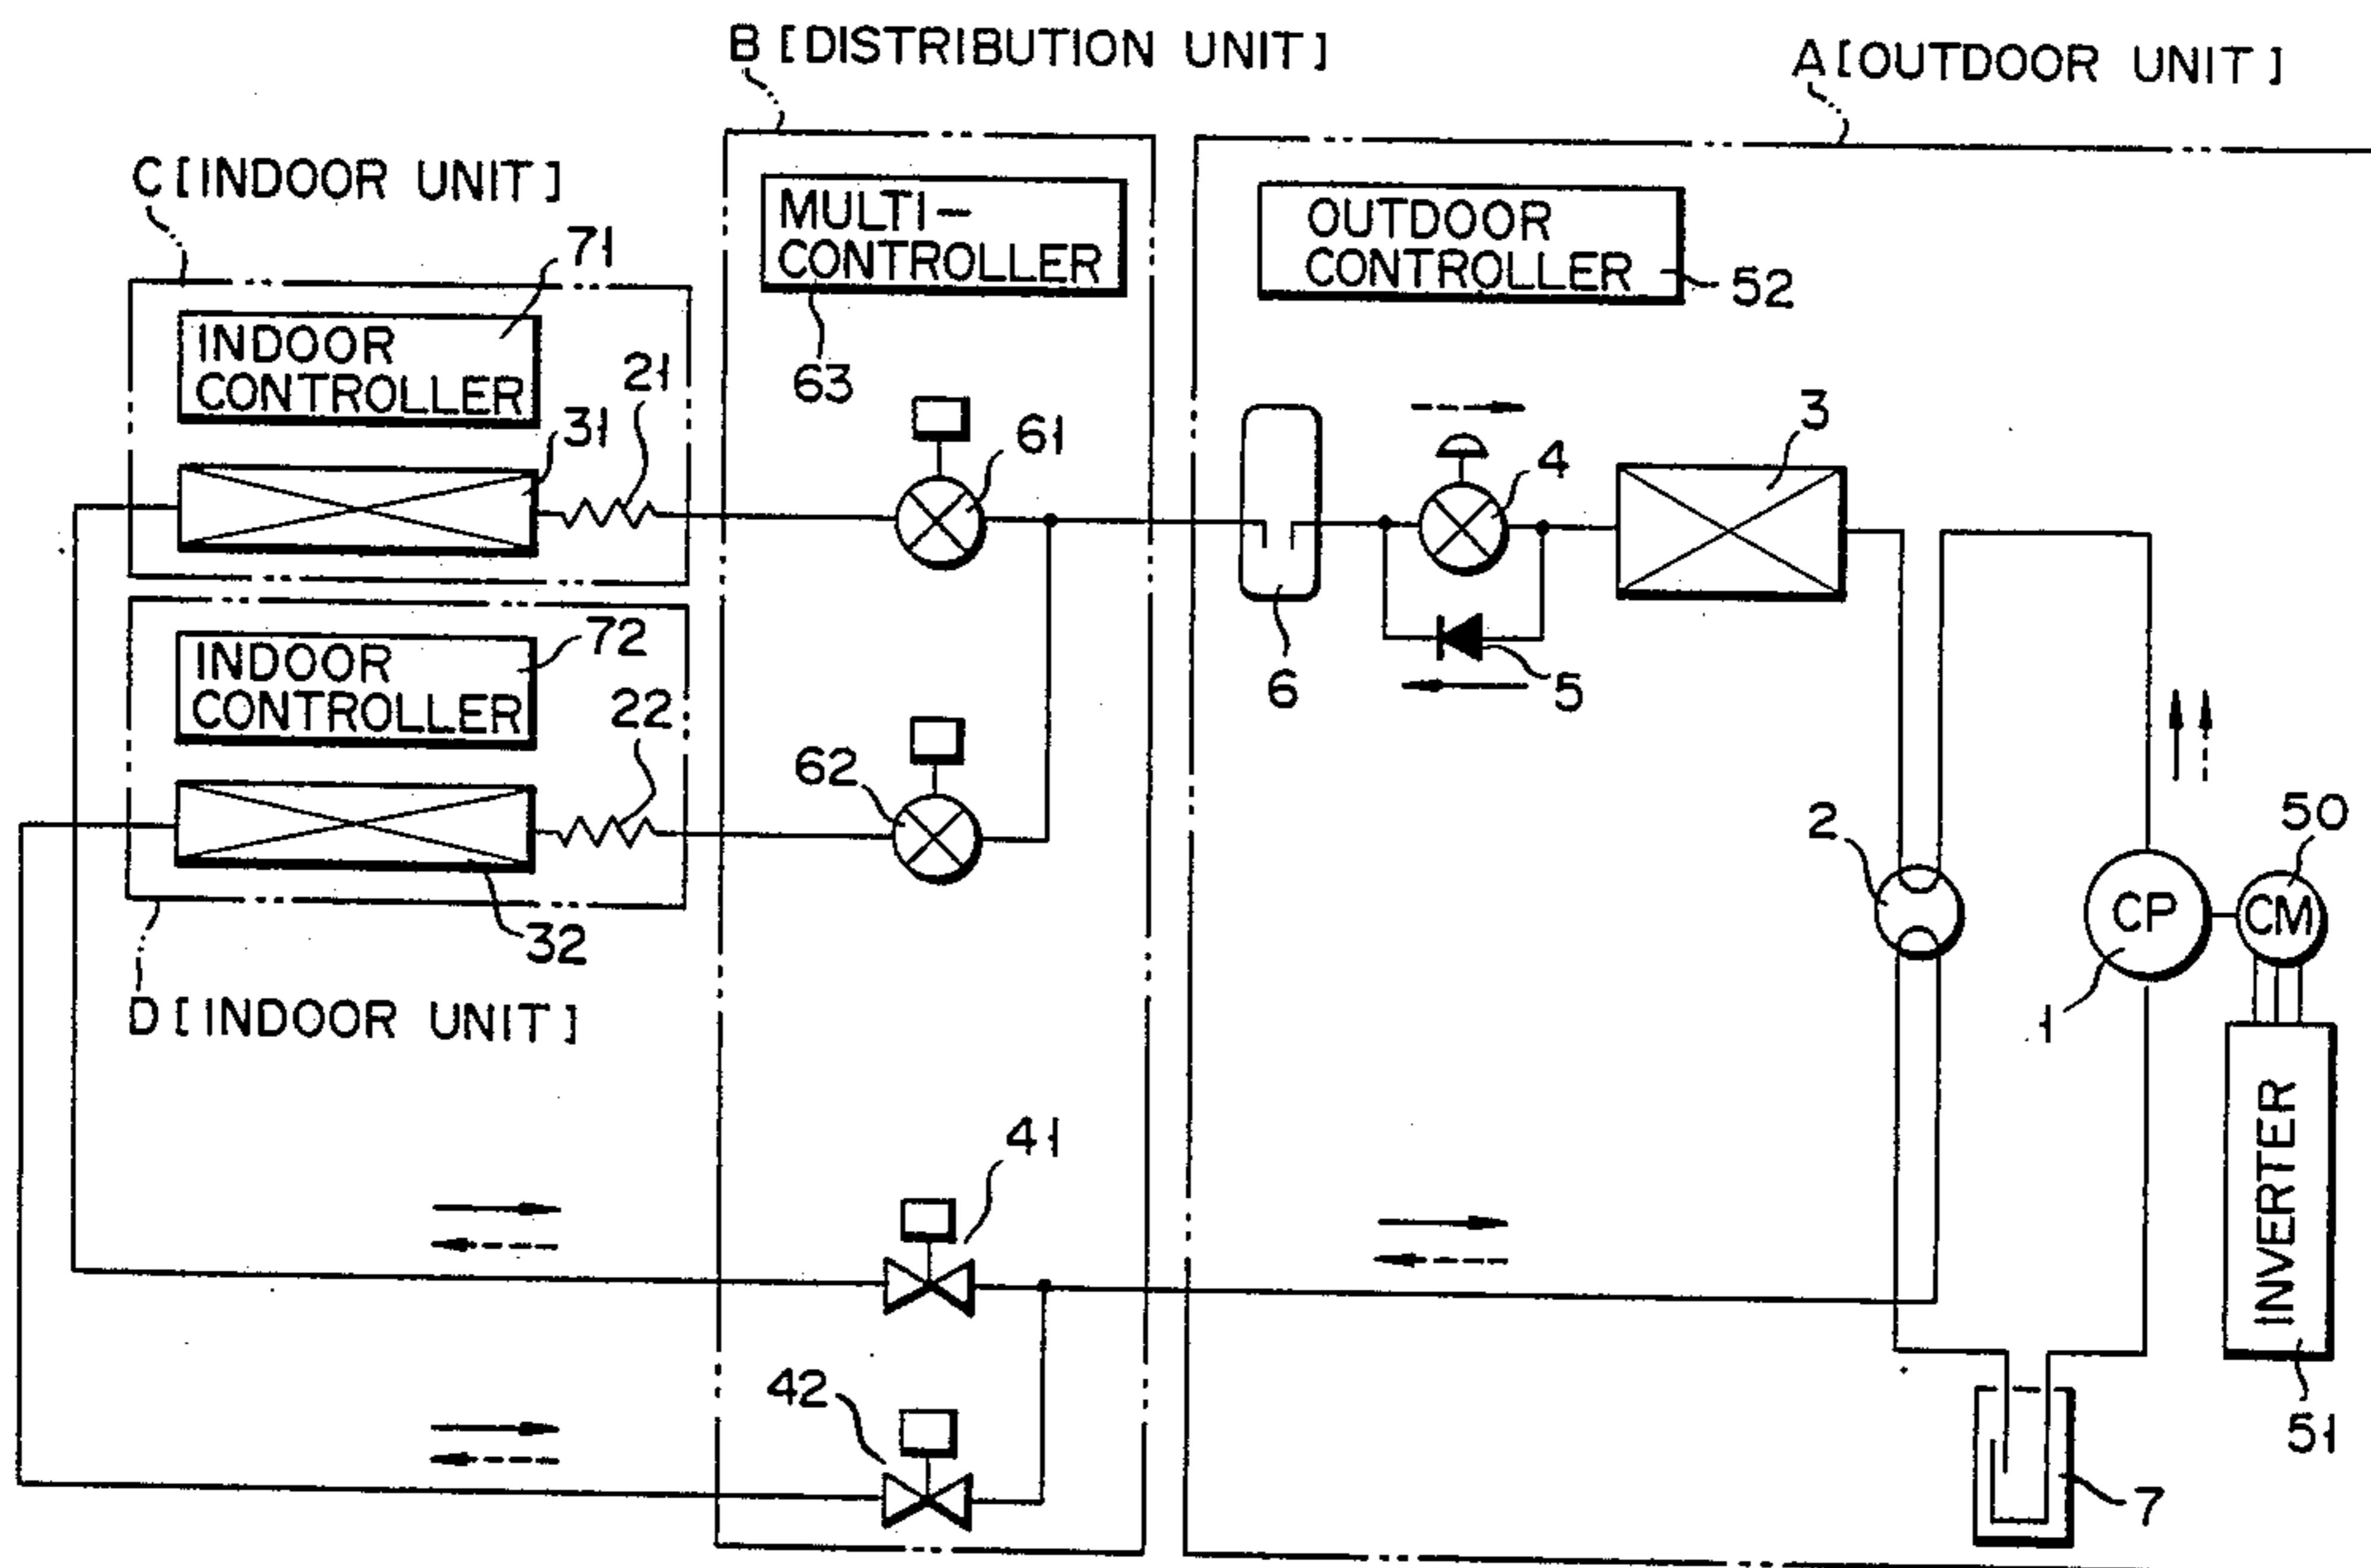 B [DISTRIBUTION UNIT]
A [OUTDOOR UNIT]
C [INDOOR UNIT]
MULTI-
CONTROLLER
63
OUTDOOR
CONTROLLER
52
71
INDOOR
CONTROLLER
21
31
61
4
3
6
5
72
INDOOR
CONTROLLER
22
62
32
D [INDOOR UNIT]
2
50
CP
CM
1
INVERTER
51
41
42
7